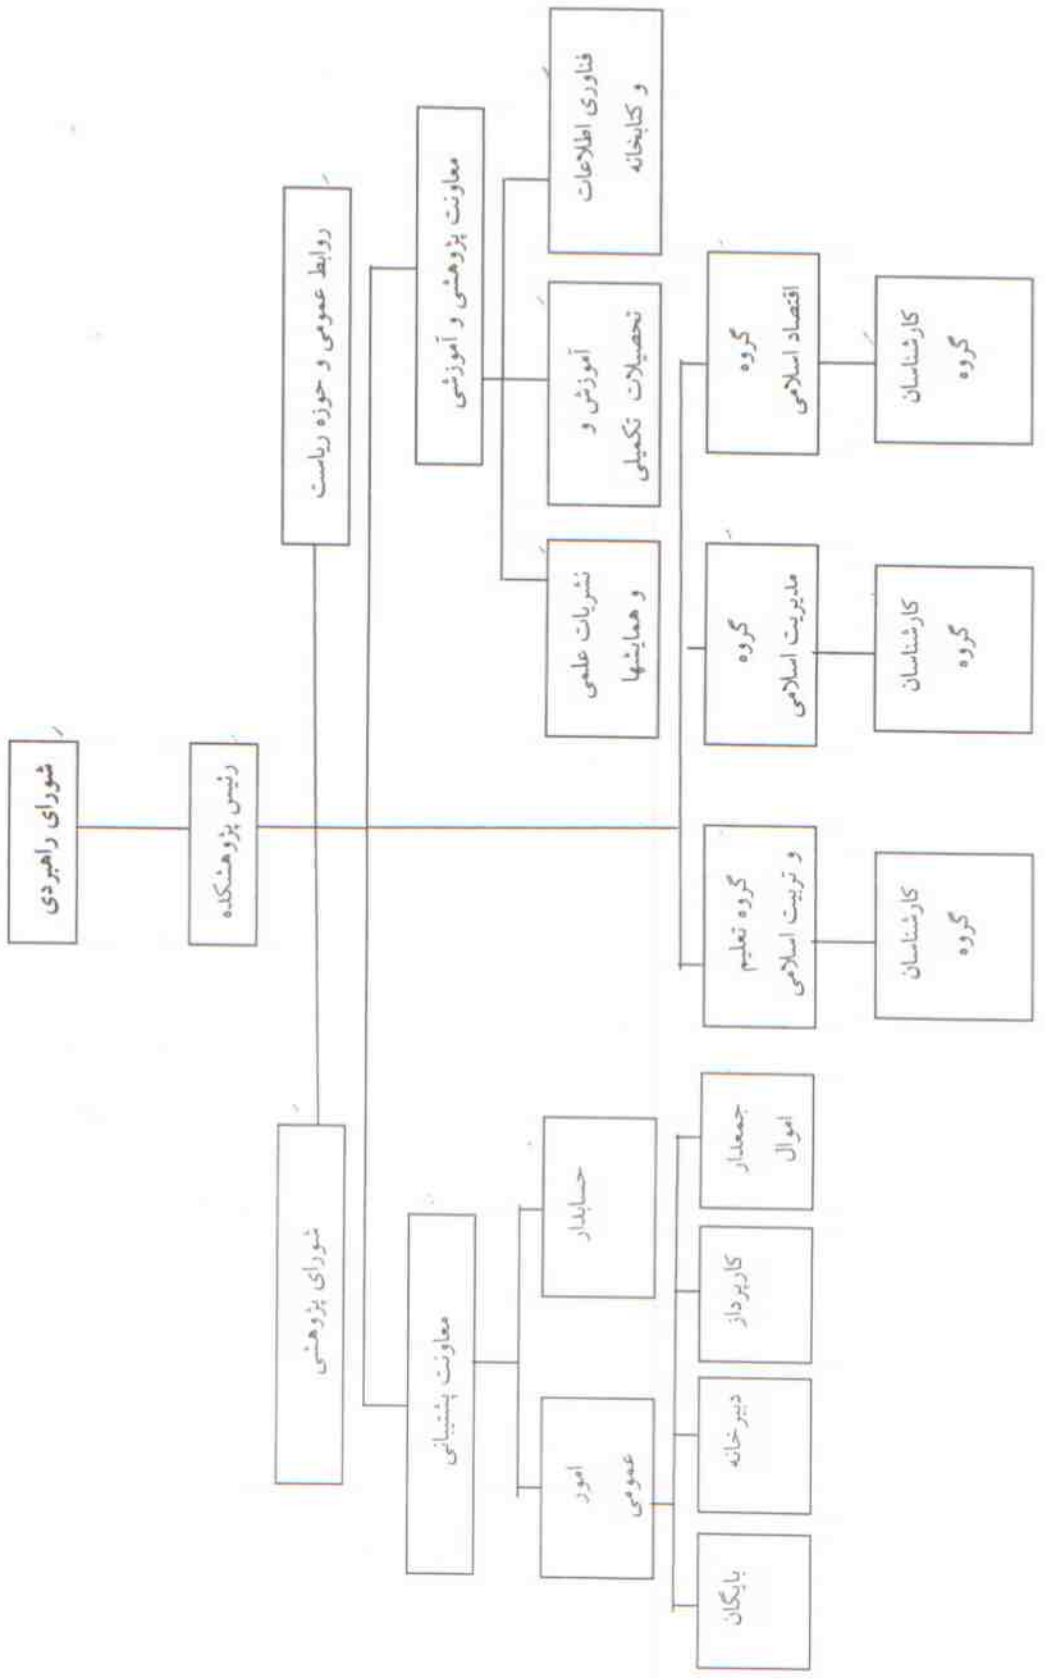 شورای راهبردی
رئیس پژوهشکده
روابط عمومی و حوزه ریاست
شورای پژوهشی
معاونت پژوهشی و آموزشی
معاونت پشتیبانی
فناوری اطلاعات
و کتابخانه
آموزش و
تحصیلات تکمیلی
نشریات علمی
و همایشها
حسابدار
امور
عمومی
گروه
اقتصاد اسلامی
گروه
مدیریت اسلامی
گروه تعلیم
و تربیت اسلامی
جمعدار
اموال
کارپرداز
دبیرخانه
بایگان
کارشناسان
گروه
کارشناسان
گروه
کارشناسان
گروه